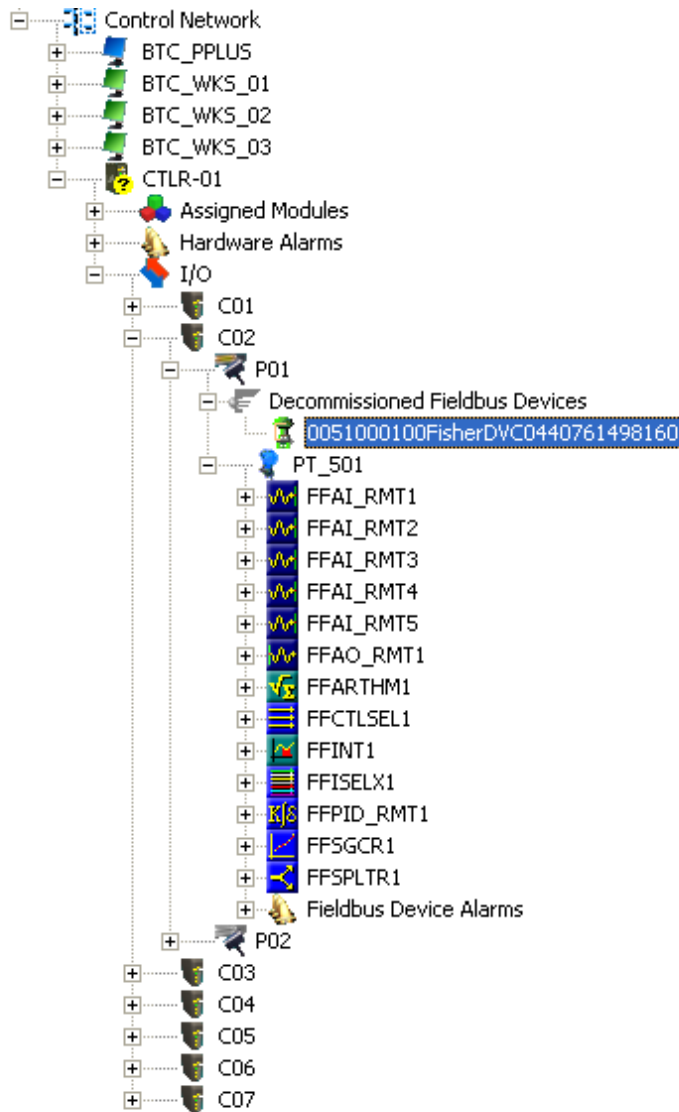 Control Network
BTC_PPLUS
BTC_WKS_01
BTC_WKS_02
BTC_WKS_03
CTLR-01
Assigned Modules
Hardware Alarms
I/O
C01
C02
P01
Decommissioned Fieldbus Devices
0051000100FisherDVC0440761498160
PT_501
FFAI_RMT1
FFAI_RMT2
FFAI_RMT3
FFAI_RMT4
FFAI_RMT5
FFAO_RMT1
FFARTHM1
FFCTLSEL1
FFINT1
FFISELX1
FFPID_RMT1
FFSGCR1
FFSPLTR1
Fieldbus Device Alarms
P02
C03
C04
C05
C06
C07